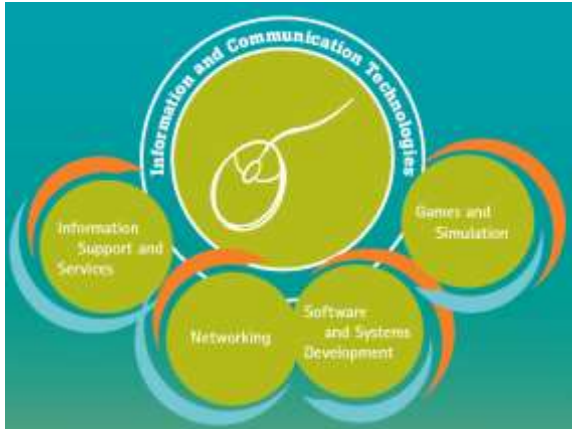 Information and Communication Technologies
Information
Support and
Services
Networking
Software
and Systems
Development
Games and
Simulation